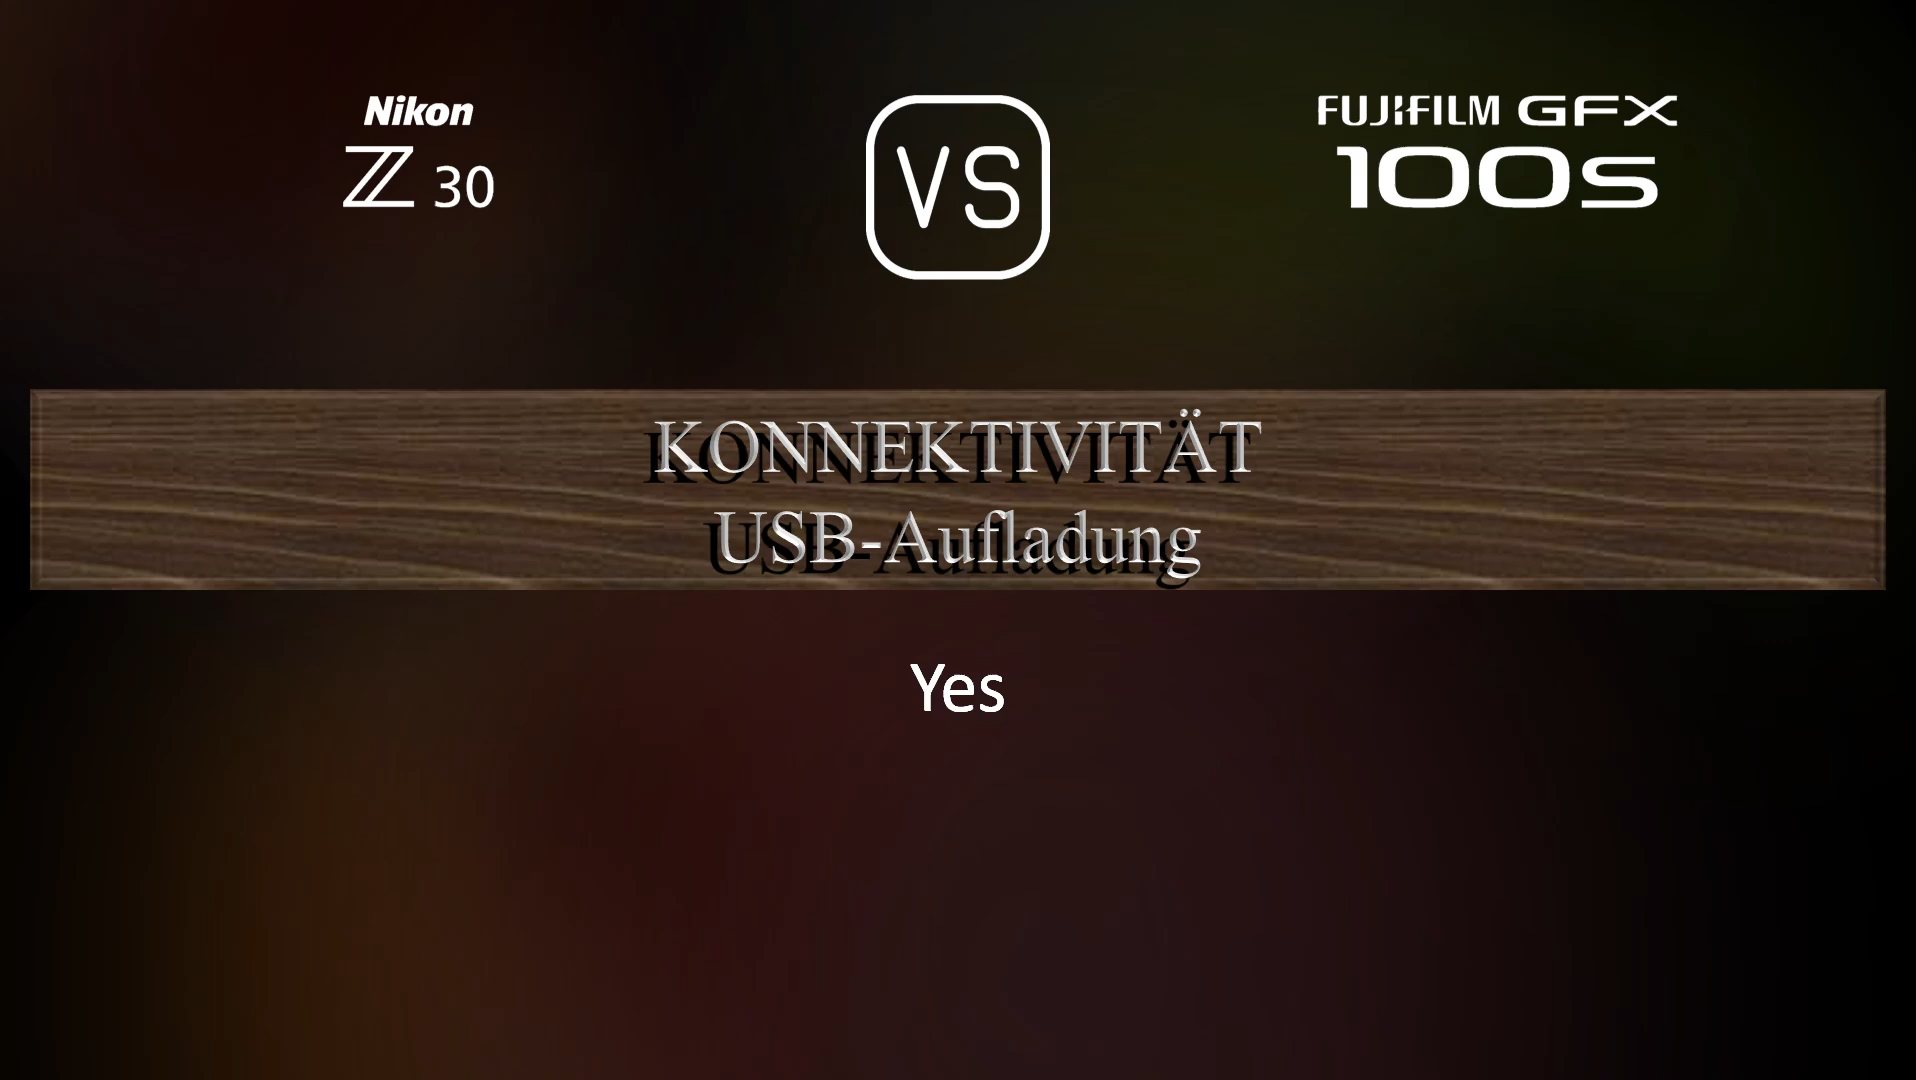 Nikon
Z 30
VS
FUJIFILM GFX
100S
KONNEKTIVITÄT
USB-Aufladung
Yes